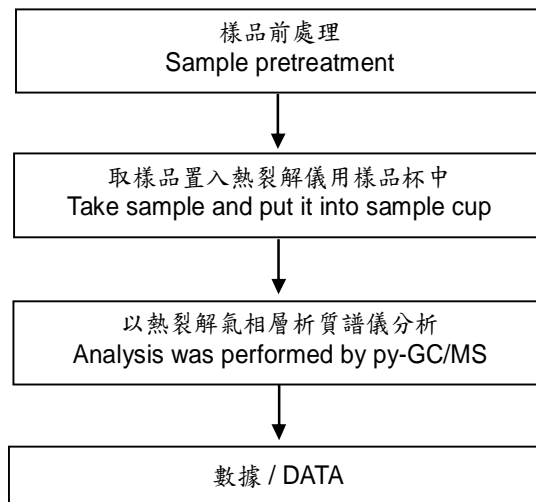 樣品前處理
Sample pretreatment
取樣品置入熱裂解儀用樣品杯中
Take sample and put it into sample cup
以熱裂解氣相層析質譜儀分析
Analysis was performed by py-GC/MS
數據 / DATA